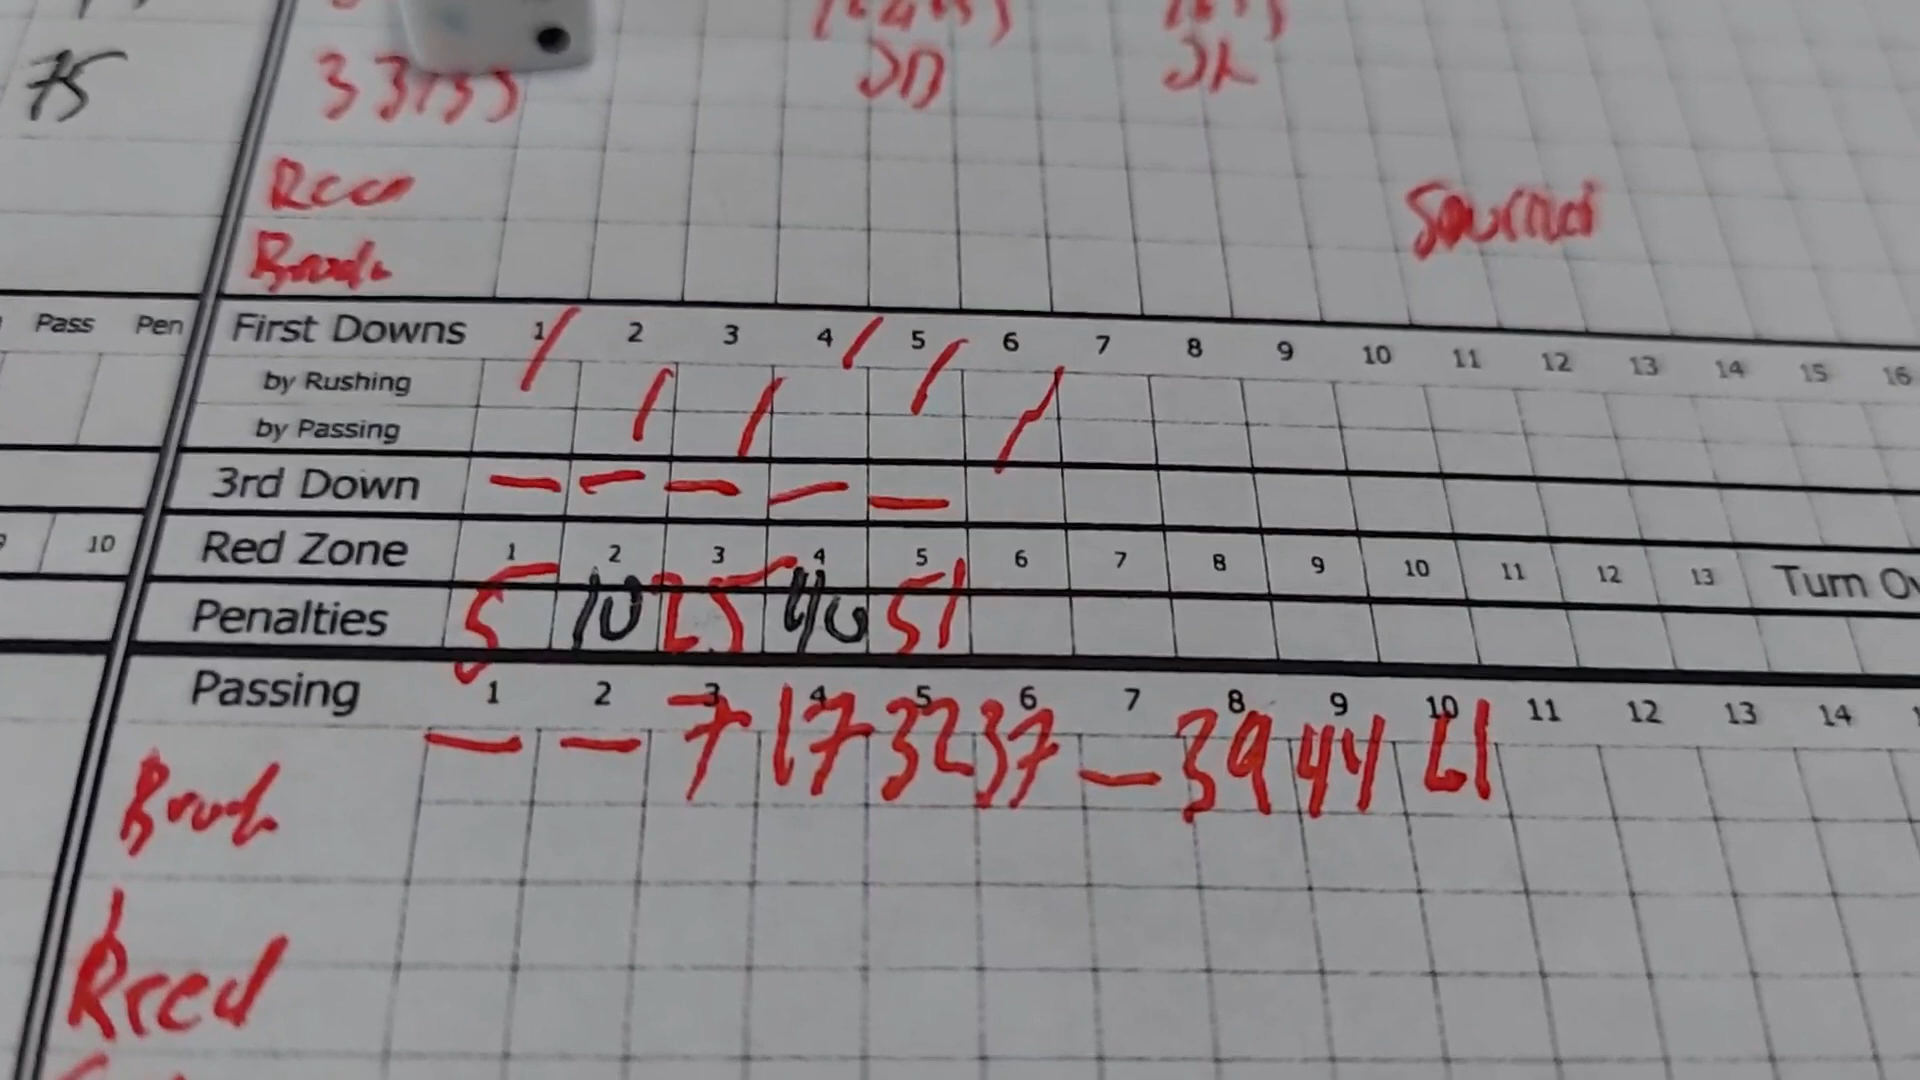 75
33
Reed
Pass Pen
First Downs 1 2 3 4 5 6 7 8 9 10 11 12 13 14 15 16
by Rushing
by Passing
3rd Down
10
Red Zone 1 2 3 4 5 6 7 8 9 10 11 12 13 Turn Ov
Penalties 5 10 25 40 51
Passing 1 2 3 4 5 6 7 8 9 10 11 12 13 14
— — 7 17 32 37 — 39 44 61
Reed